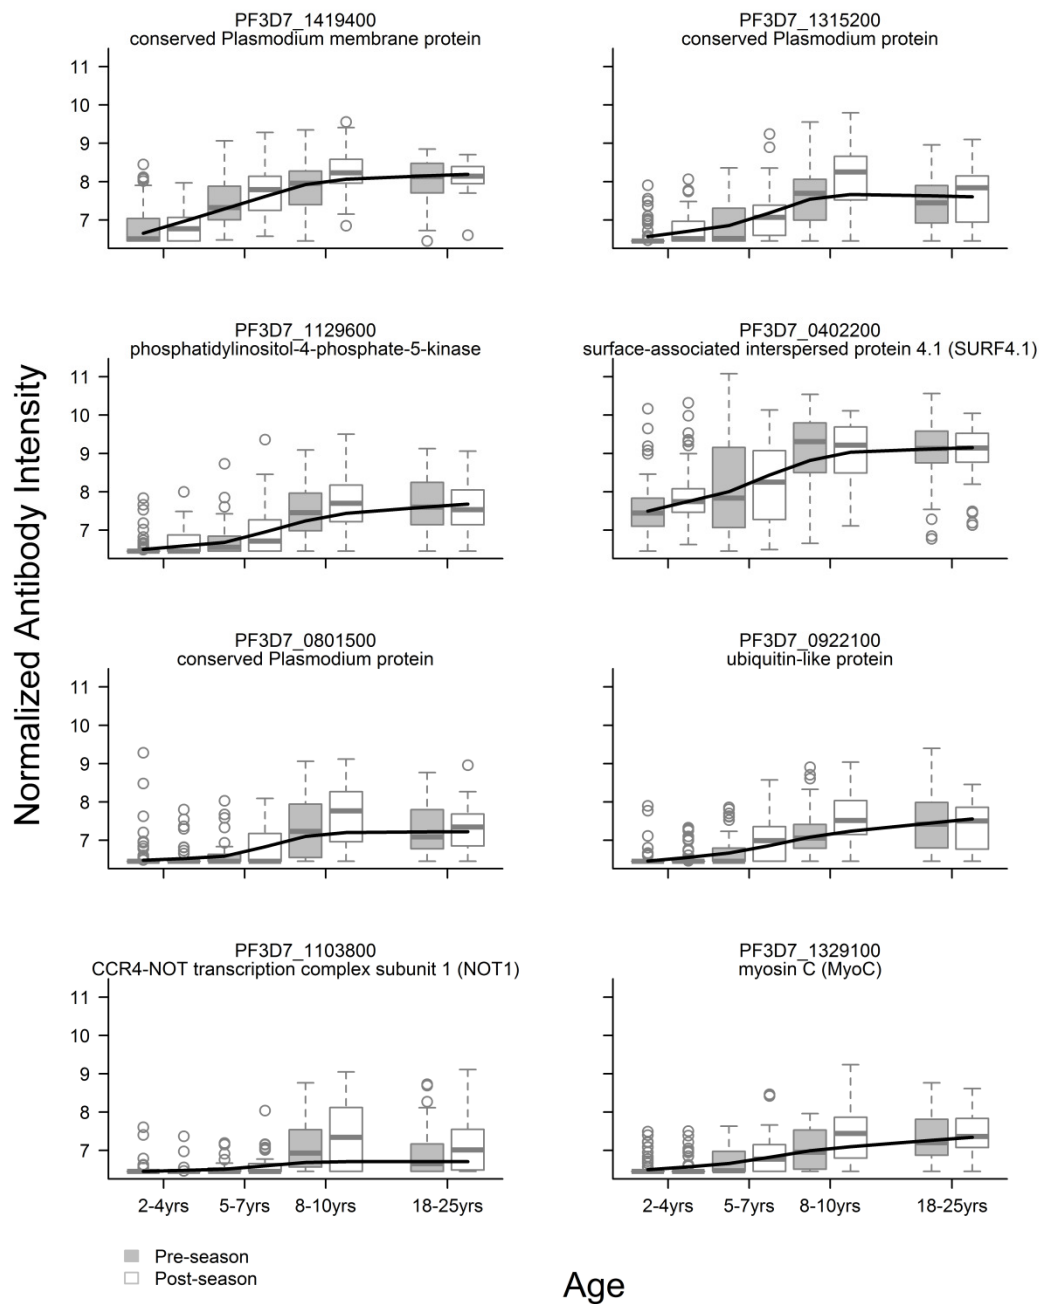 PF3D7_1419400
conserved Plasmodium membrane protein
11
10
9
8
7
PF3D7_1315200
conserved Plasmodium protein
PF3D7_1129600
phosphatidylinositol-4-phosphate-5-kinase
11
10
9
8
7
PF3D7_0402200
surface-associated interspersed protein 4.1 (SURF4.1)
Normalized Antibody Intensity
PF3D7_0801500
conserved Plasmodium protein
11
10
9
8
7
PF3D7_0922100
ubiquitin-like protein
PF3D7_1103800
CCR4-NOT transcription complex subunit 1 (NOT1)
11
10
9
8
7
2-4yrs 5-7yrs 8-10yrs 18-25yrs
PF3D7_1329100
myosin C (MyoC)
2-4yrs 5-7yrs 8-10yrs 18-25yrs
Pre-season
Post-season
Age